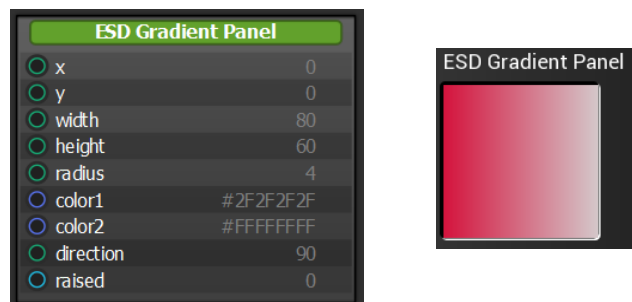 ESD Gradient Panel
x 0
y 0
width 80
height 60
radius 4
color1 #2F2F2F2F
color2 #FFFFFFFF
direction 90
raised 0
ESD Gradient Panel